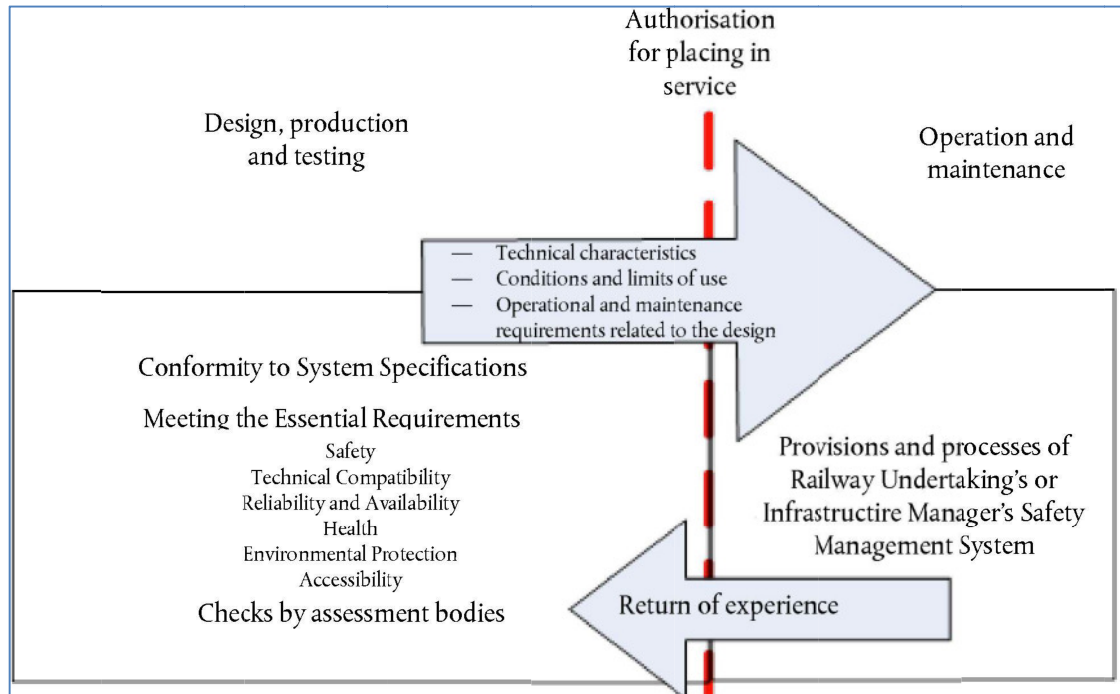 Authorisation
for placing in
service
Design, production
and testing
Operation and
maintenance
— Technical characteristics
— Conditions and limits of use
— Operational and maintenance
requirements related to the design
Conformity to System Specifications
Meeting the Essential Requirements
Safety
Technical Compatibility
Reliability and Availability
Health
Environmental Protection
Accessibility
Checks by assessment bodies
Provisions and processes of
Railway Undertaking's or
Infrastructire Manager's Safety
Management System
Return of experience